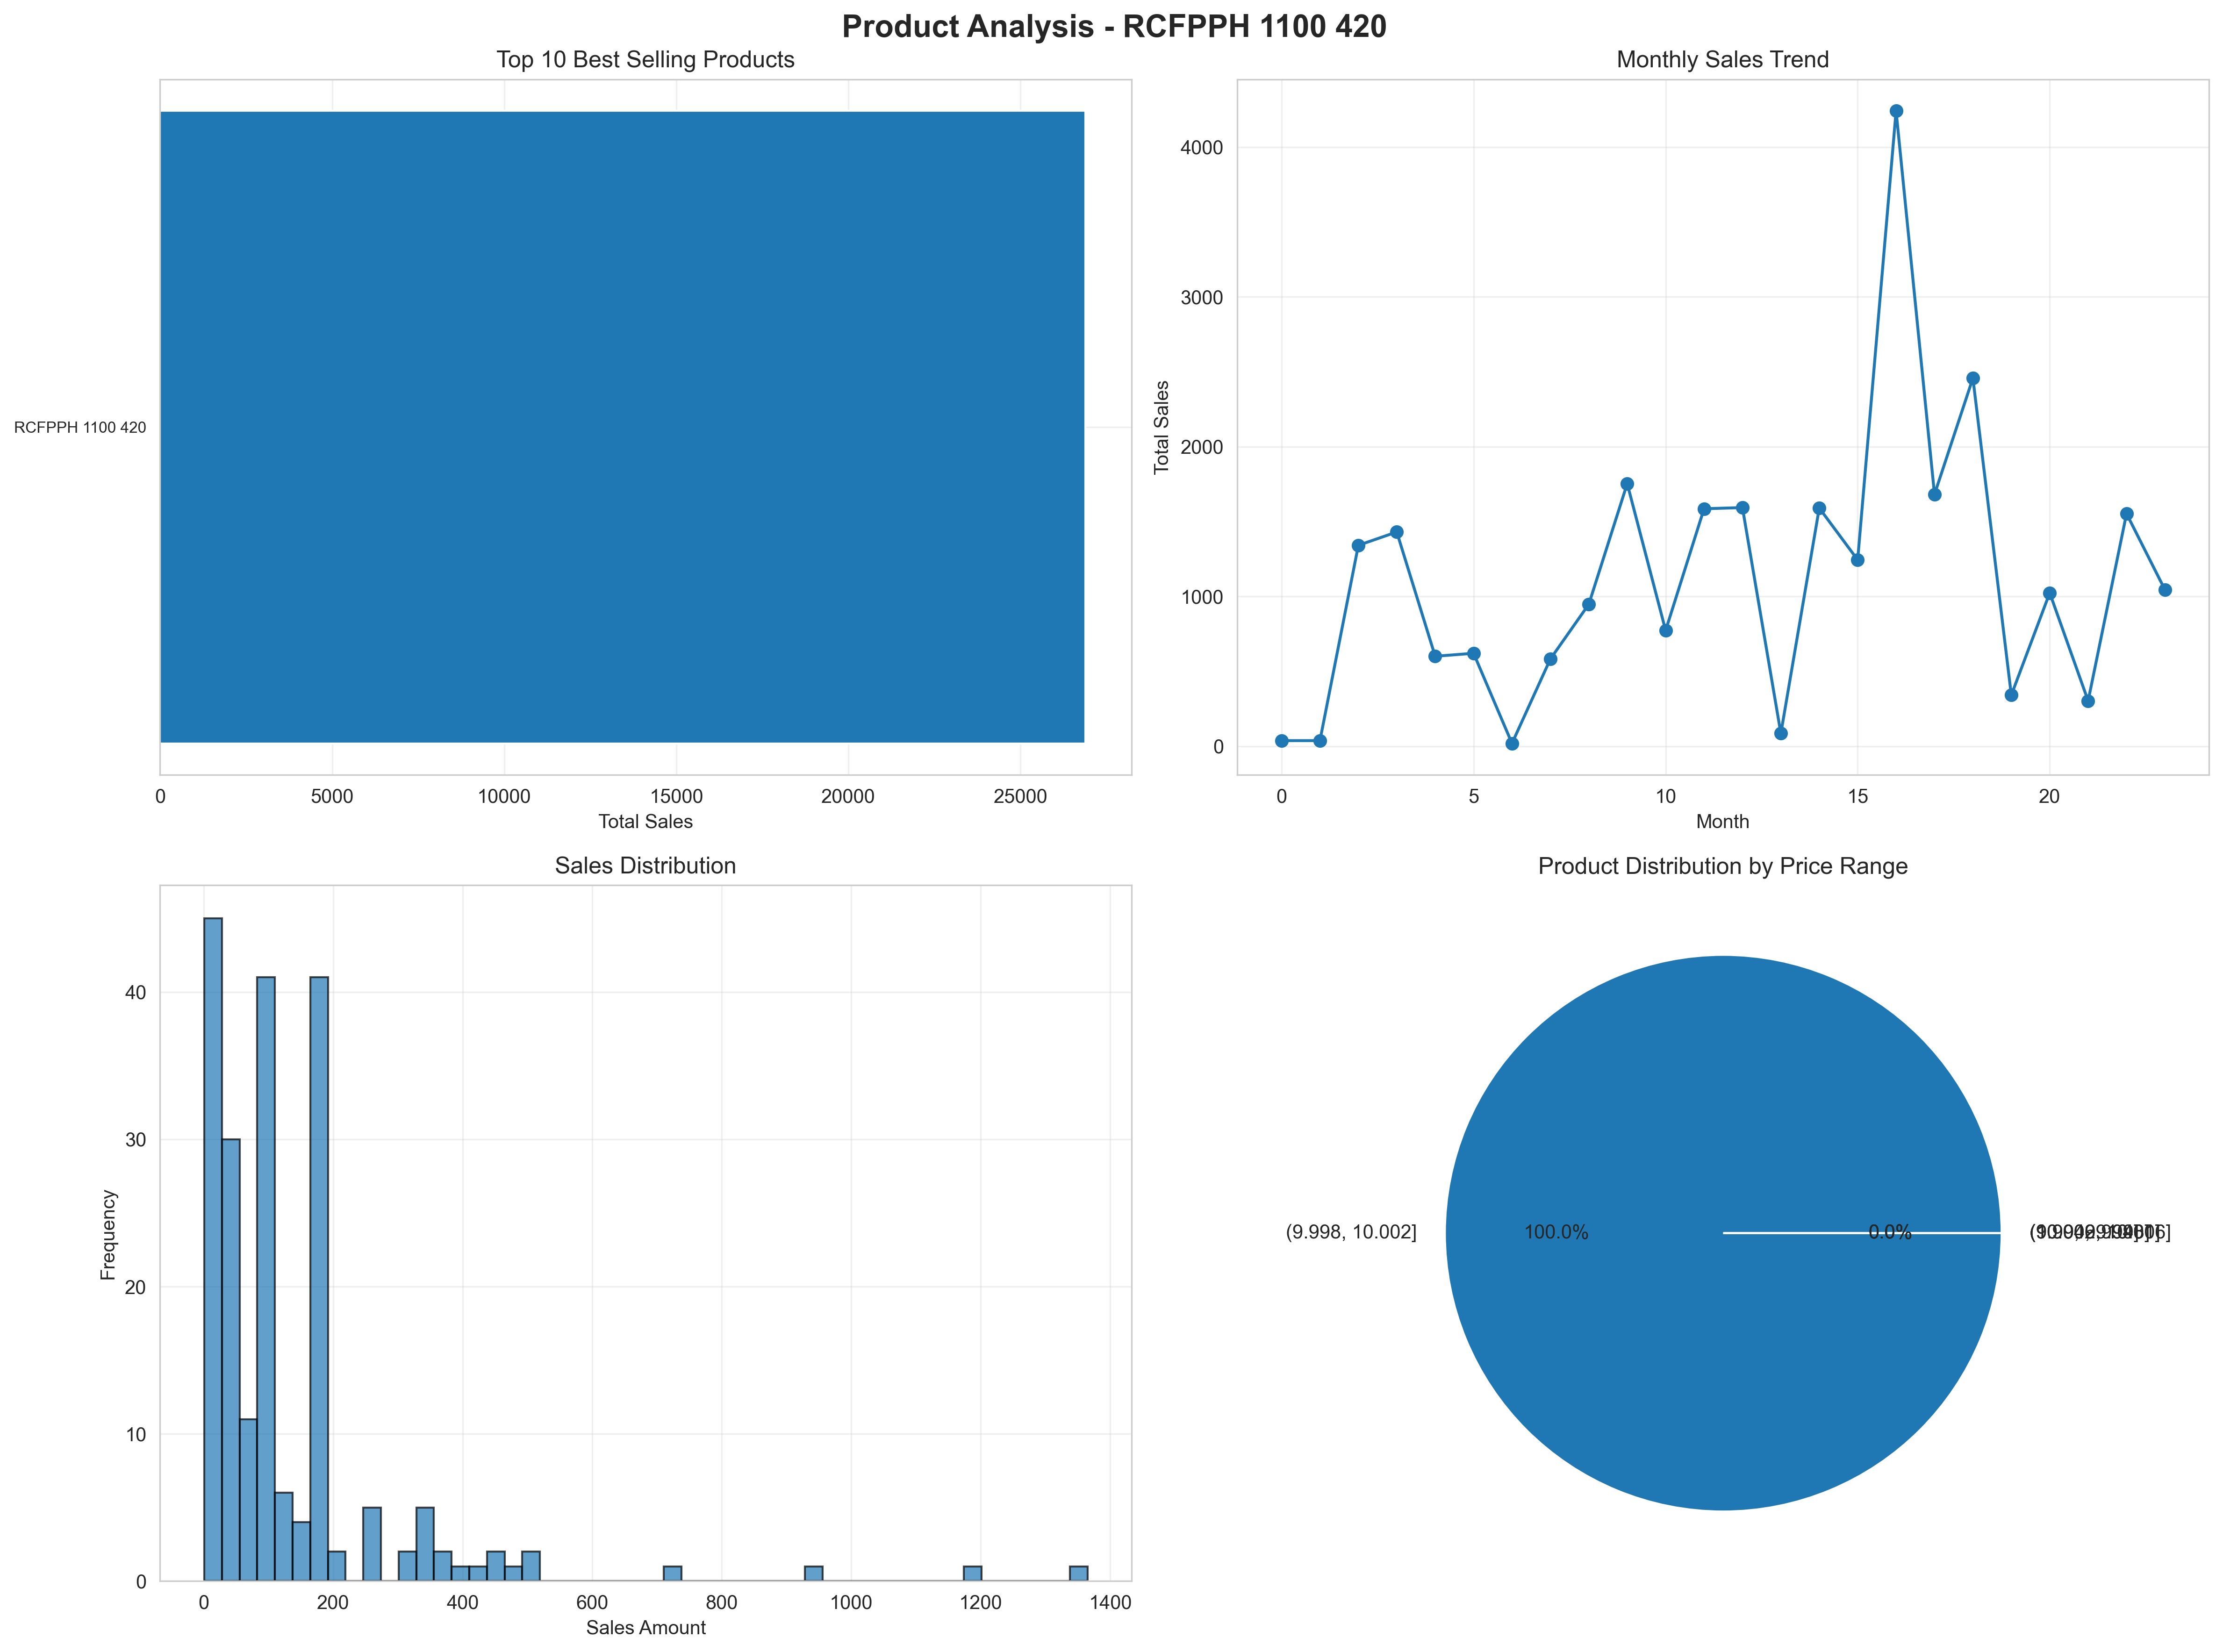 Product Analysis - RCFPPH 1100 420
Top 10 Best Selling Products
RCFPPH 1100 420
0 5000 10000 15000 20000 25000
Total Sales
Monthly Sales Trend
Total Sales
4000
3000
2000
1000
0
0 5 10 15 20
Month
Sales Distribution
Frequency
40
30
20
10
0
0 200 400 600 800 1000 1200 1400
Sales Amount
Product Distribution by Price Range
(9.998, 10.002]
100.0%
0.0%